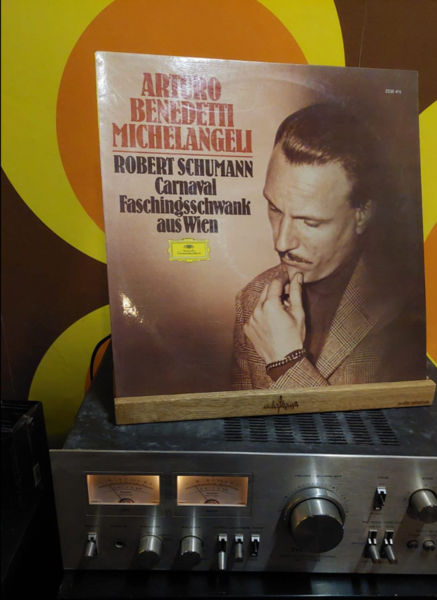 ARTURO
BENEDETTI
MICHELANGELI
ROBERT SCHUMANN
Carnaval
Faschingsschwank
aus Wien